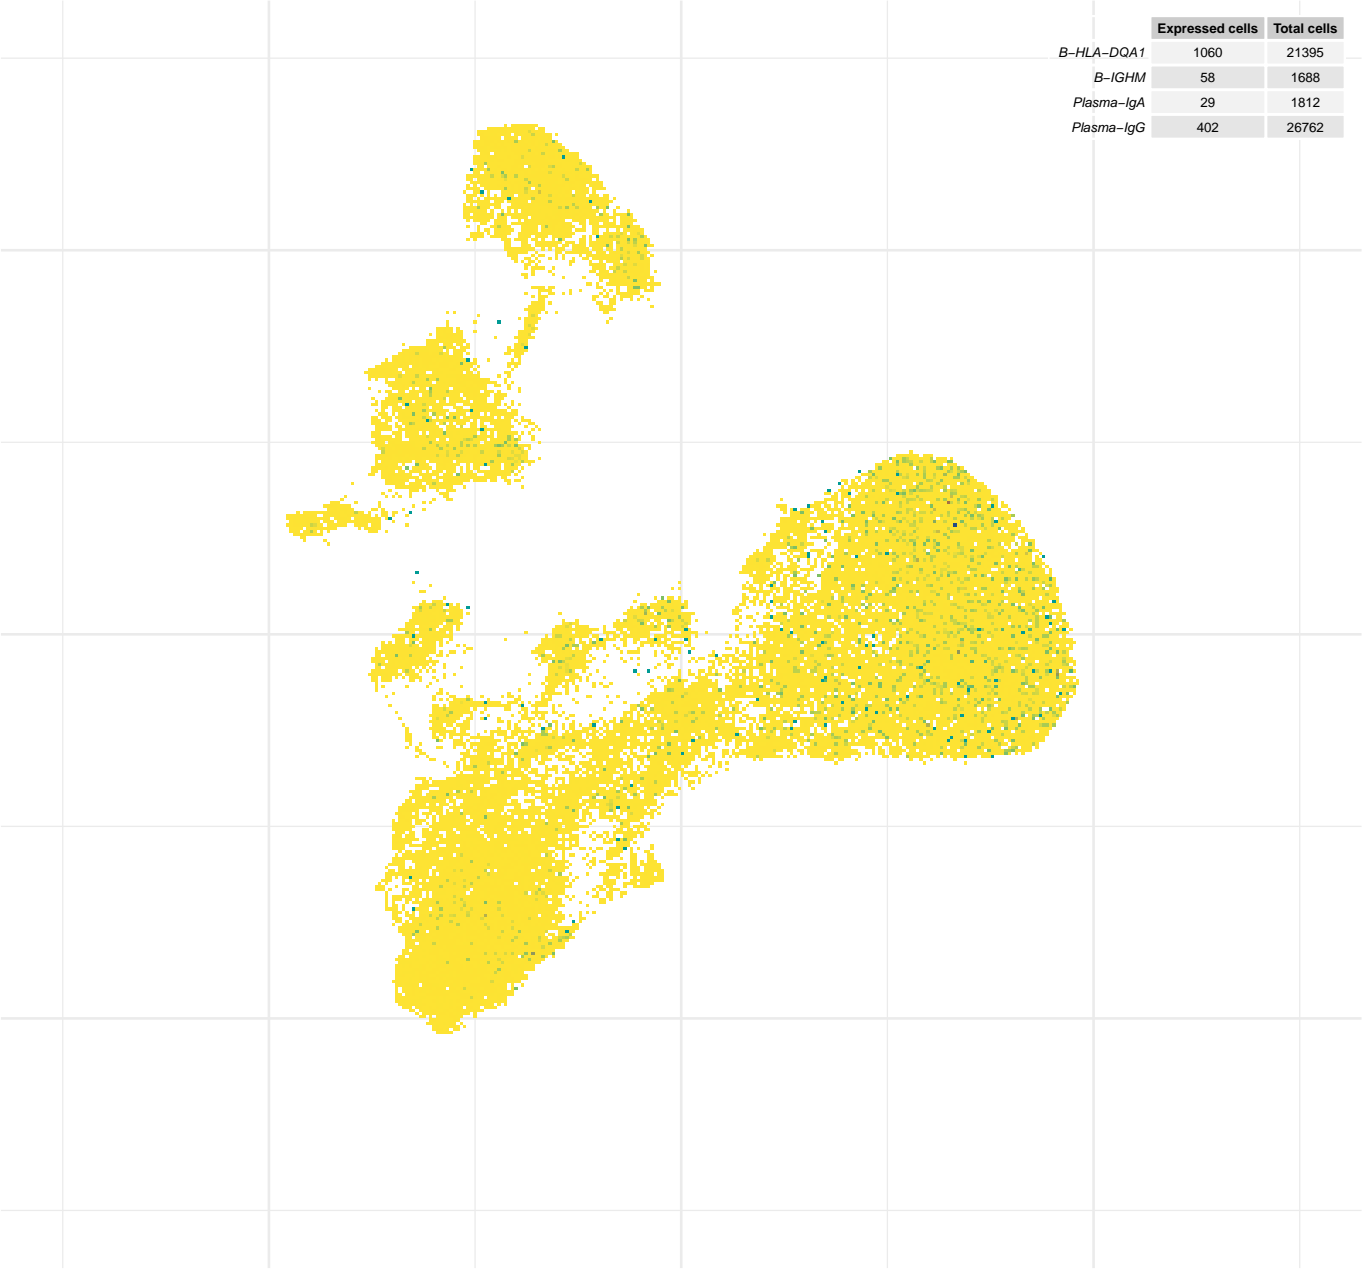 Expressed cells Total cells
B−HLA−DQA1 1060 21395
B−IGHM 58 1688
Plasma−IgA 29 1812
Plasma−IgG 402 26762